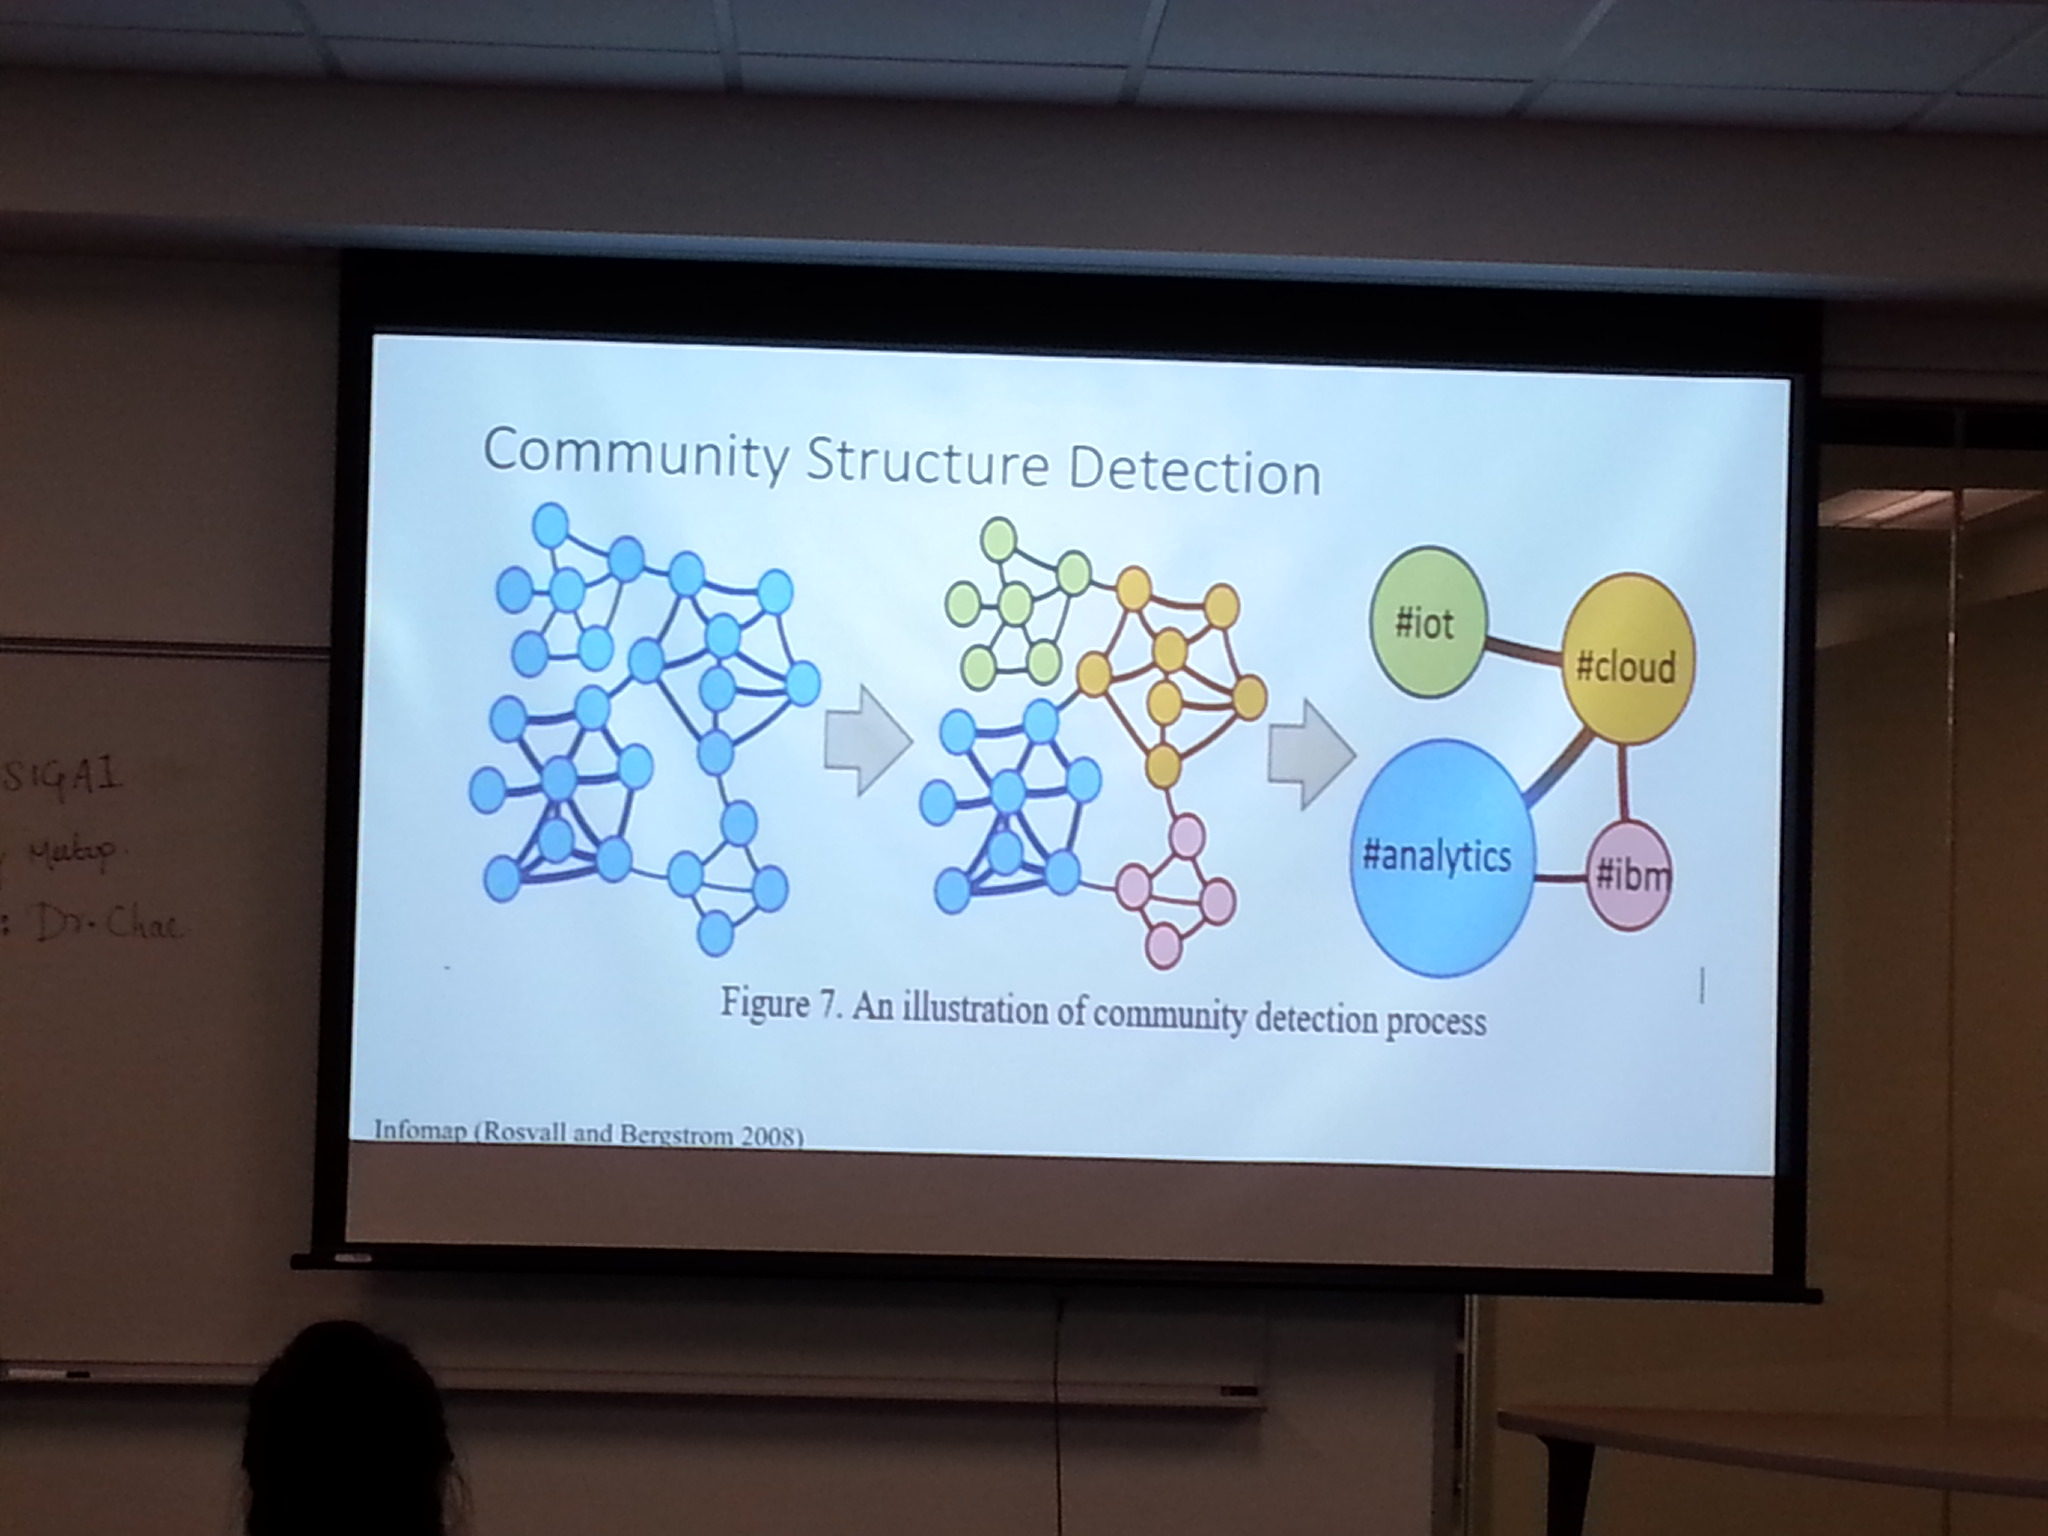 Community Structure Detection
#iot
#cloud
#analytics
#ibm
Figure 7. An illustration of community detection process
Infomap (Rosvall and Bergstrom 2008)
SIGAI
Meetup
: Dr. Chae